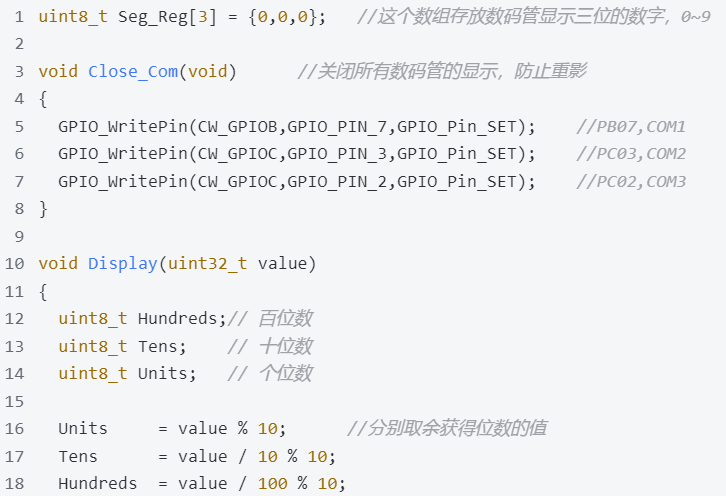 1 uint8_t Seg_Reg[3] = {0,0,0};   //这个数组存放数码管显示三位的数字，0~9
2
3 void Close_Com(void)      //关闭所有数码管的显示，防止重影
4 {
5   GPIO_WritePin(CW_GPIOB,GPIO_PIN_7,GPIO_Pin_SET);    //PB07,COM1
6   GPIO_WritePin(CW_GPIOC,GPIO_PIN_3,GPIO_Pin_SET);    //PC03,COM2
7   GPIO_WritePin(CW_GPIOC,GPIO_PIN_2,GPIO_Pin_SET);    //PC02,COM3
8 }
9
10 void Display(uint32_t value)
11 {
12   uint8_t Hundreds;// 百位数
13   uint8_t Tens;    // 十位数
14   uint8_t Units;   // 个位数
15
16   Units     = value % 10;      //分别取余获得位数的值
17   Tens      = value / 10 % 10;
18   Hundreds  = value / 100 % 10;